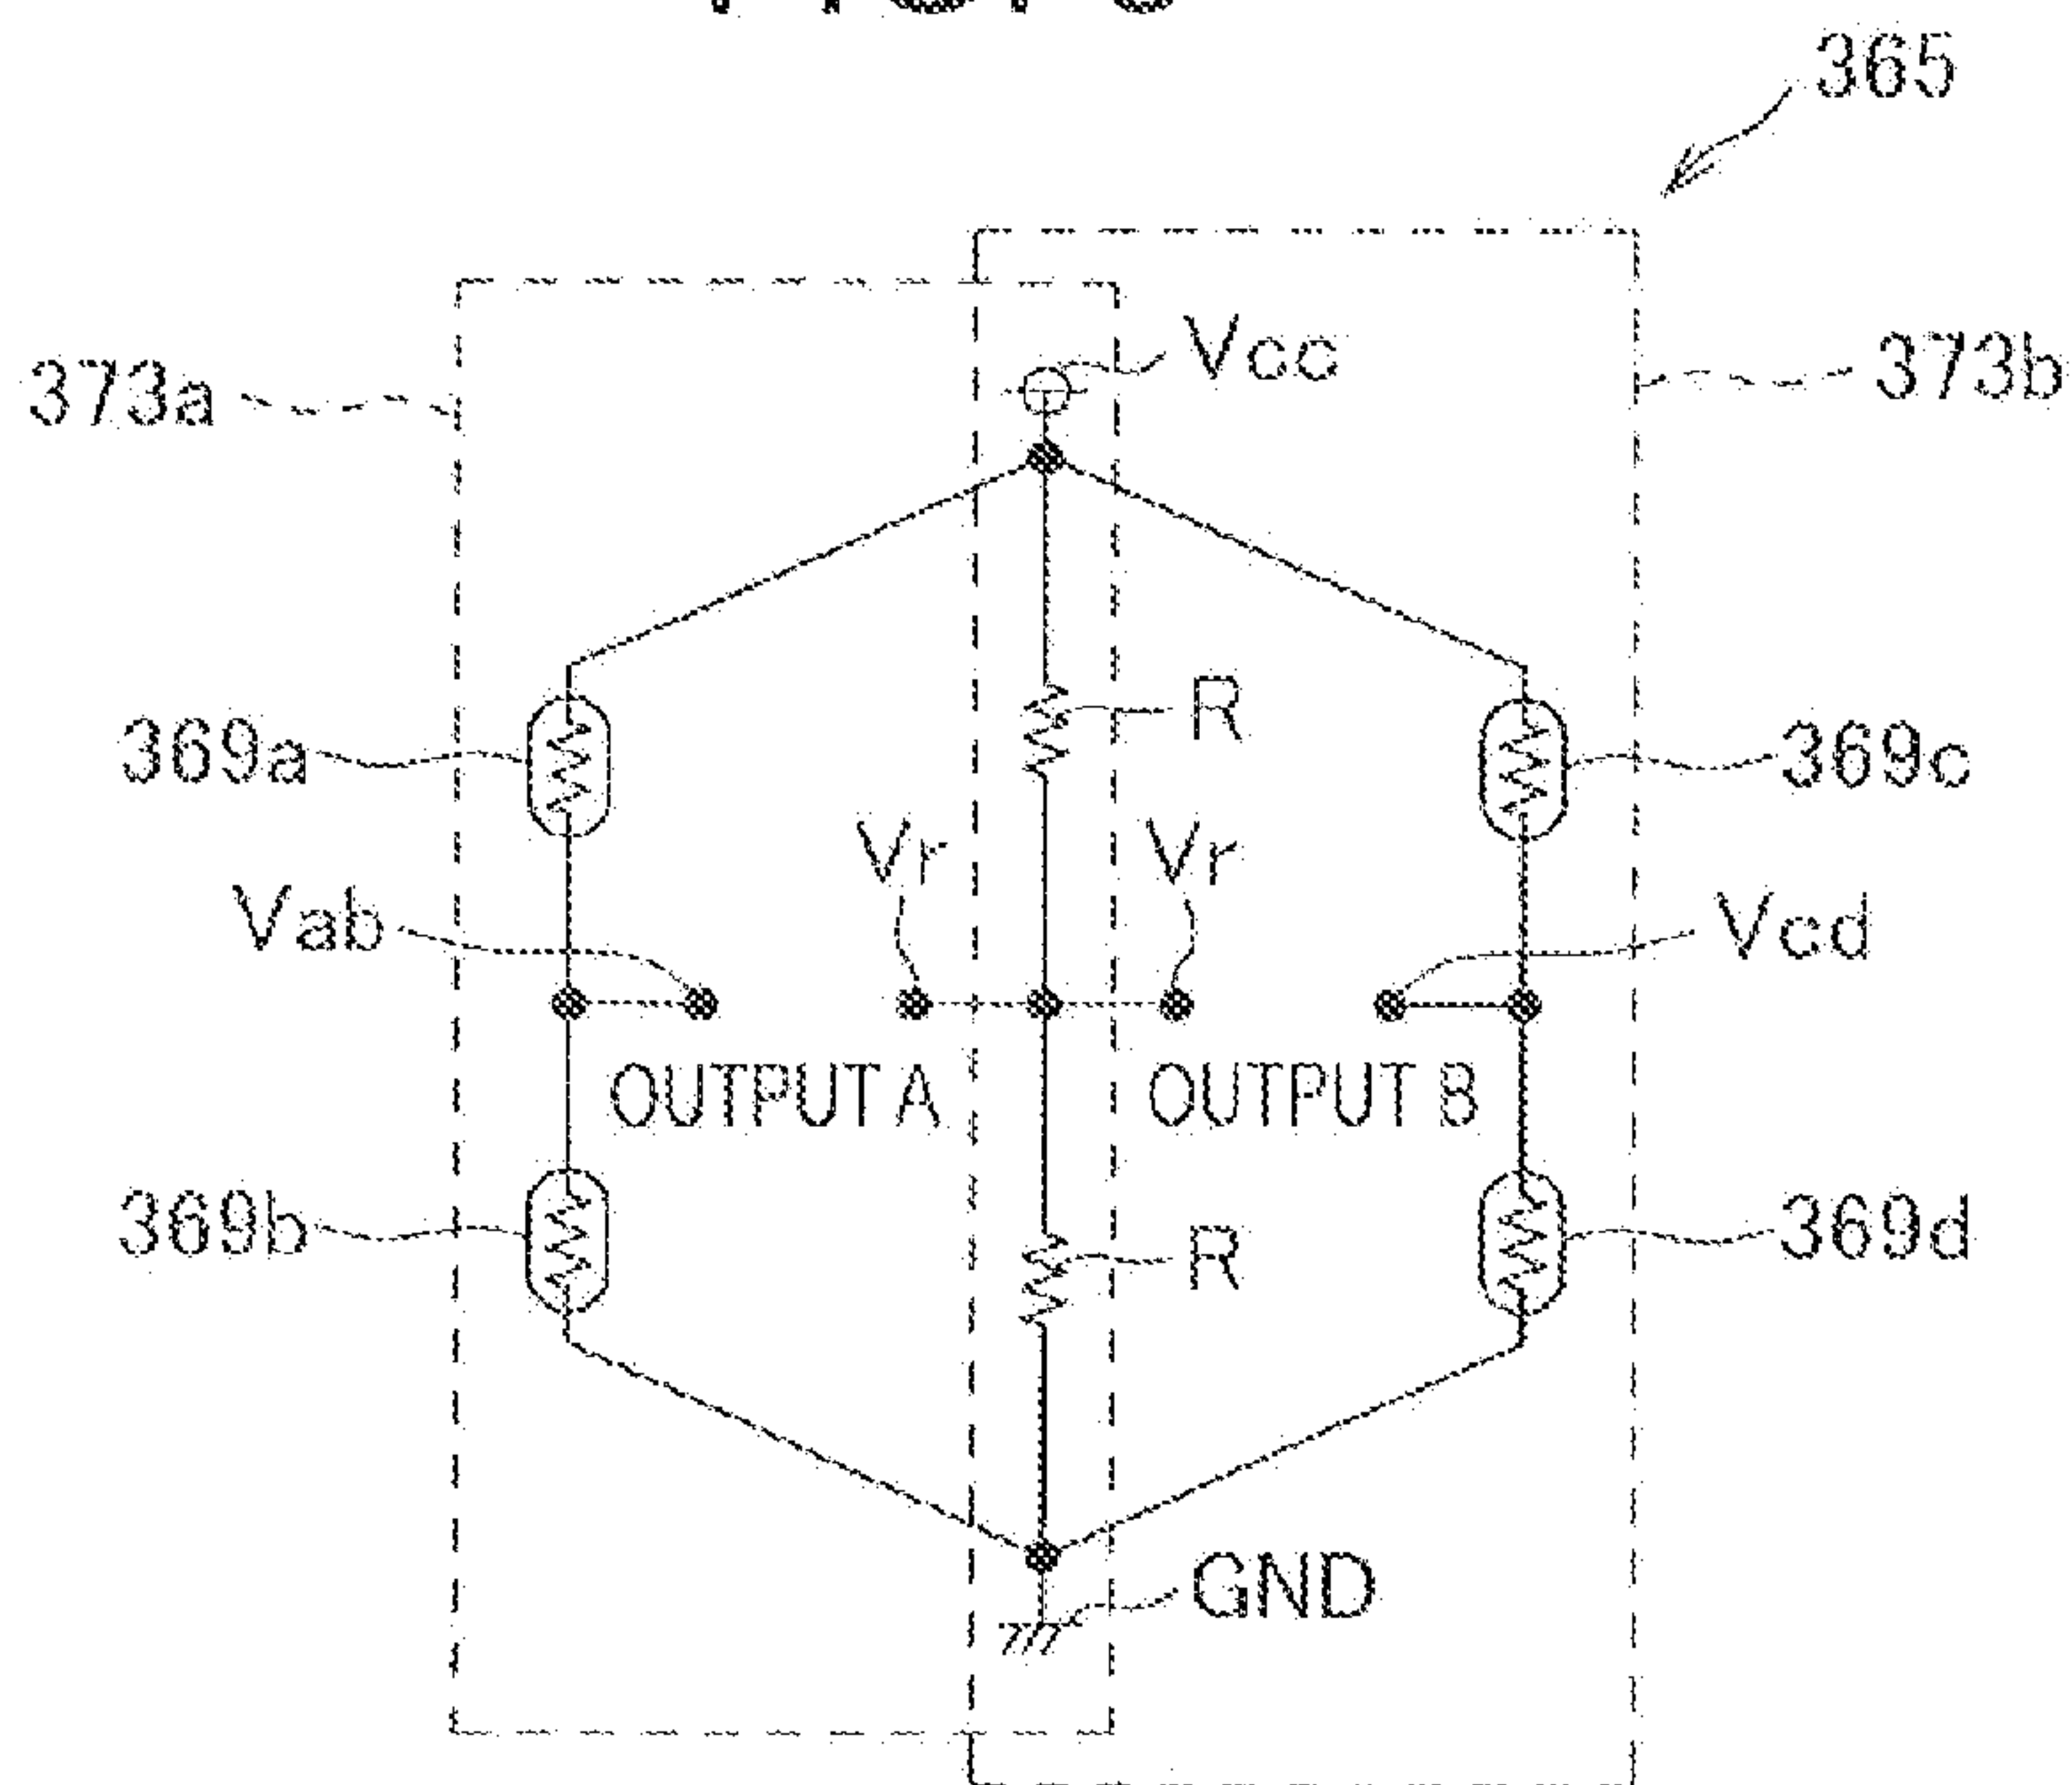 365
Vcc
373a
373b
R
369a
369c
Vr
Vr
Vab
Vcd
OUTPUT A
OUTPUT B
369b
R
369d
GND